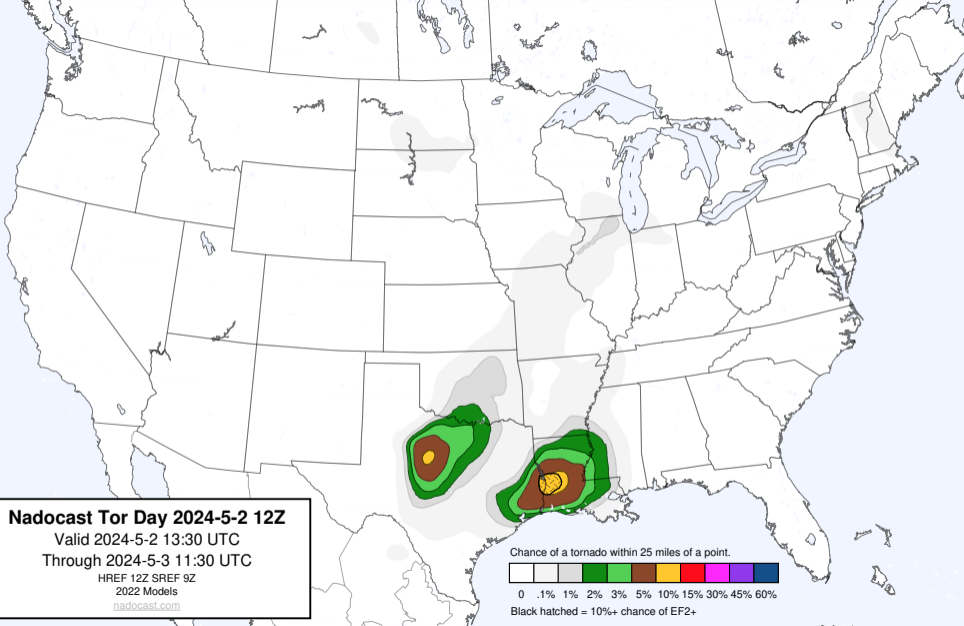 Nadocast Tor Day 2024-5-2 12Z
Valid 2024-5-2 13:30 UTC
Through 2024-5-3 11:30 UTC
HREF 12Z SREF 9Z
2022 Models
nadocast.com
Chance of a tornado within 25 miles of a point.
0 .1% 1% 2% 3% 5% 10% 15% 30% 45% 60%
Black hatched = 10%+ chance of EF2+